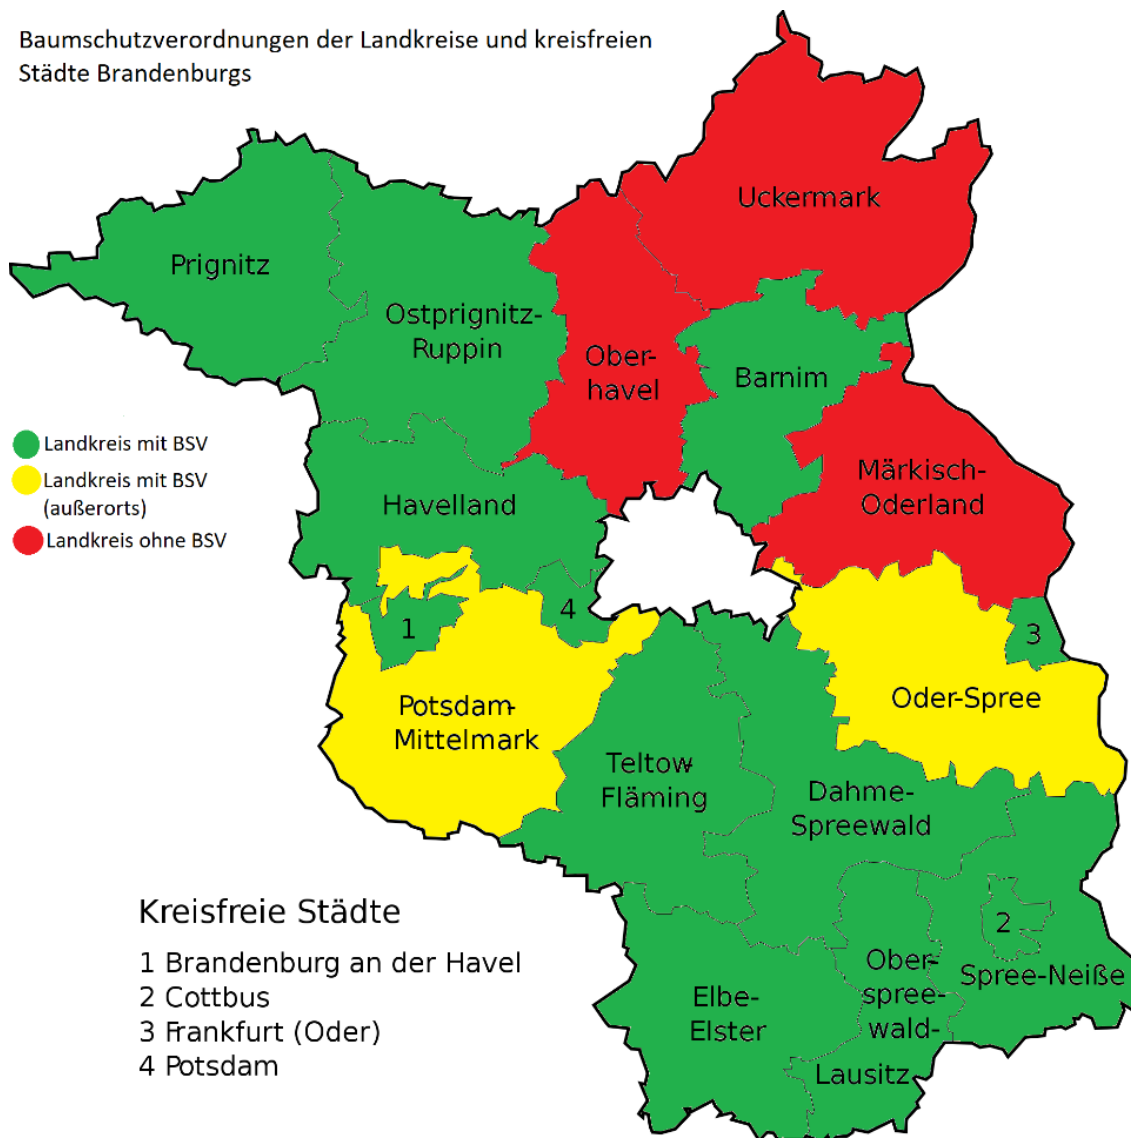 Baumschutzverordnungen der Landkreise und kreisfreien
Städte Brandenburgs
Uckermark
Prignitz
Ostprignitz-
Ruppin
Ober-
havel
Barnim
Landkreis mit BSV
Landkreis mit BSV
(außerorts)
Landkreis ohne BSV
Havelland
Märkisch-
Oderland
4
1
3
Potsdam-
Mittelmark
Oder-Spree
Teltow-
Fläming
Dahme-
Spreewald
Kreisfreie Städte
1 Brandenburg an der Havel
2 Cottbus
3 Frankfurt (Oder)
4 Potsdam
2
Spree-Neiße
Elbe-
Elster
Ober-
spree-
wald-
Lausitz